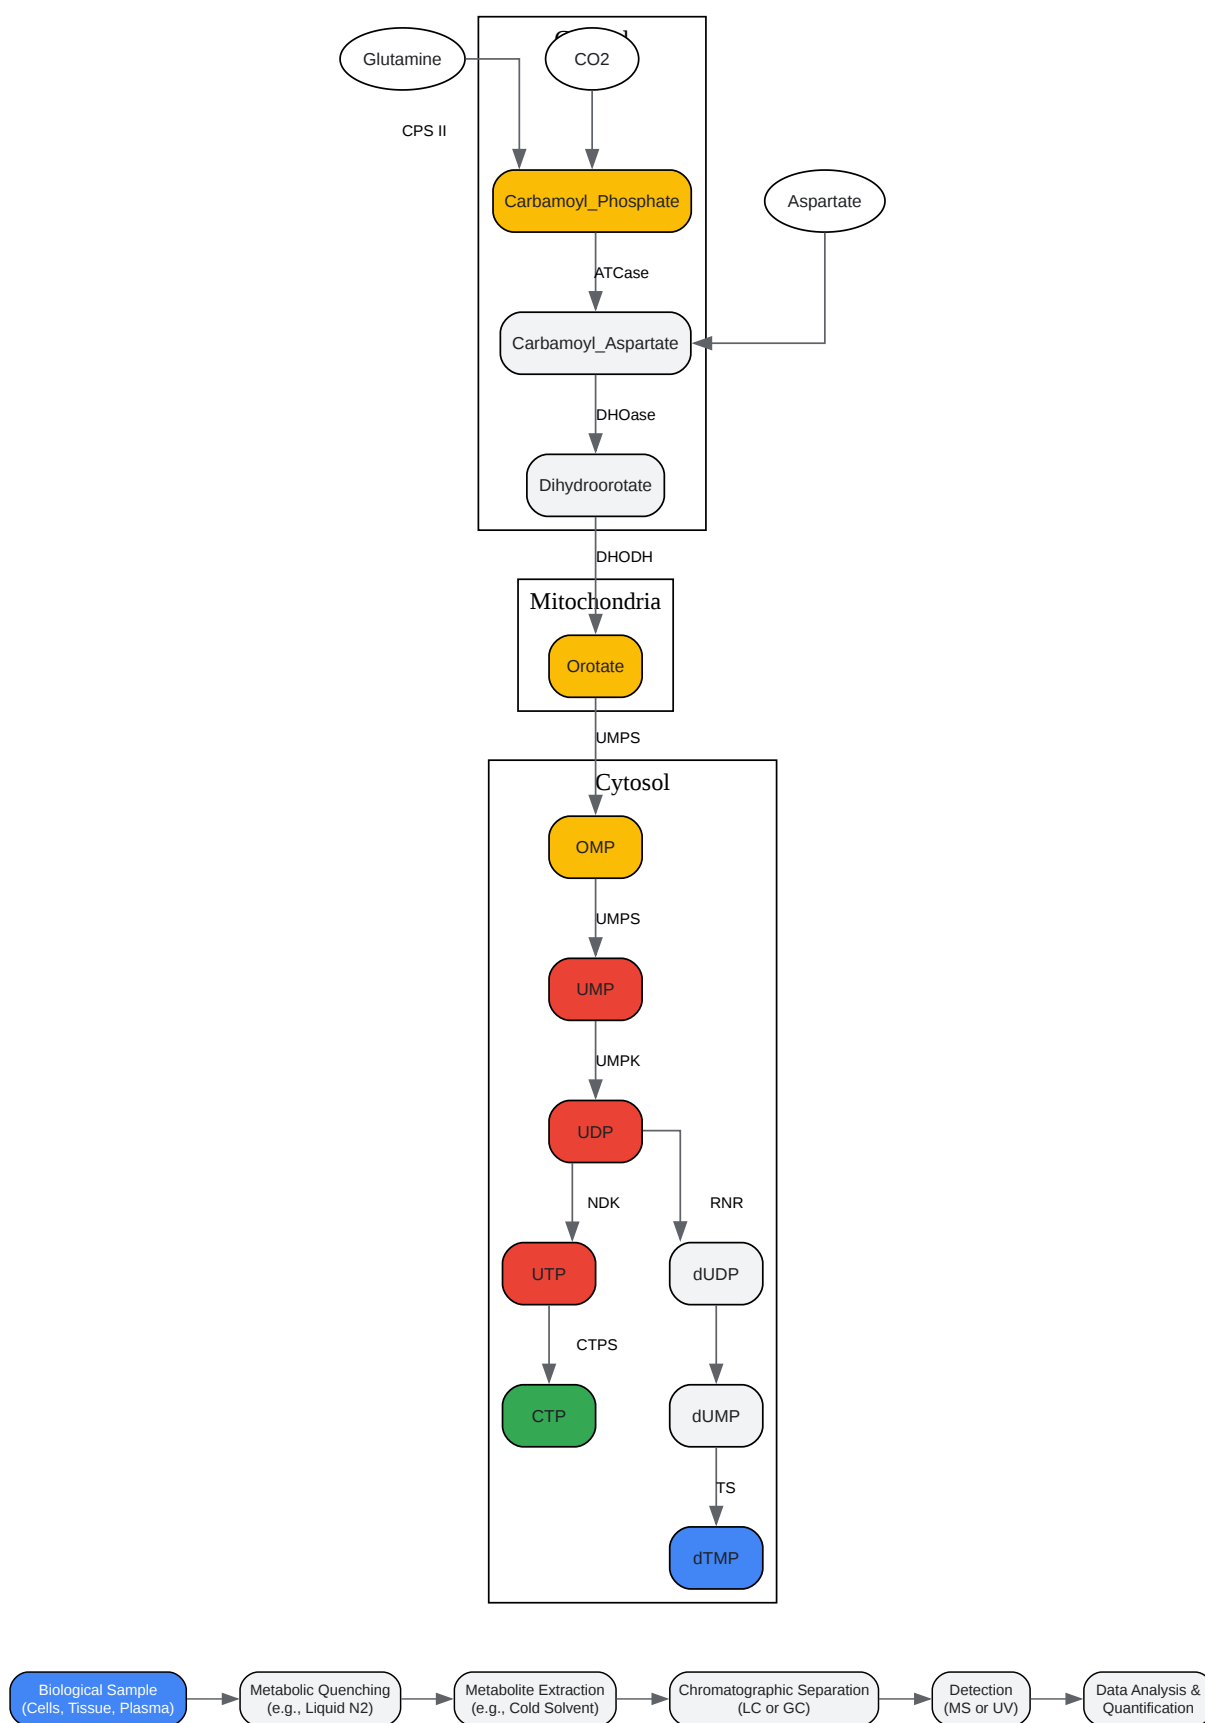 Glutamine
CO2
CPS II
Carbamoyl_Phosphate
Aspartate
ATCase
Carbamoyl_Aspartate
DHOase
Dihydroorotate
DHODH
Mitochondria
Orotate
UMPS
Cytosol
OMP
UMPS
UMP
UMPK
UDP
NDK
RNR
UTP
dUDP
CTPS
CTP
dUMP
TS
dTMP
Biological Sample
(Cells, Tissue, Plasma)
Metabolic Quenching
(e.g., Liquid N2)
Metabolite Extraction
(e.g., Cold Solvent)
Chromatographic Separation
(LC or GC)
Detection
(MS or UV)
Data Analysis &
Quantification